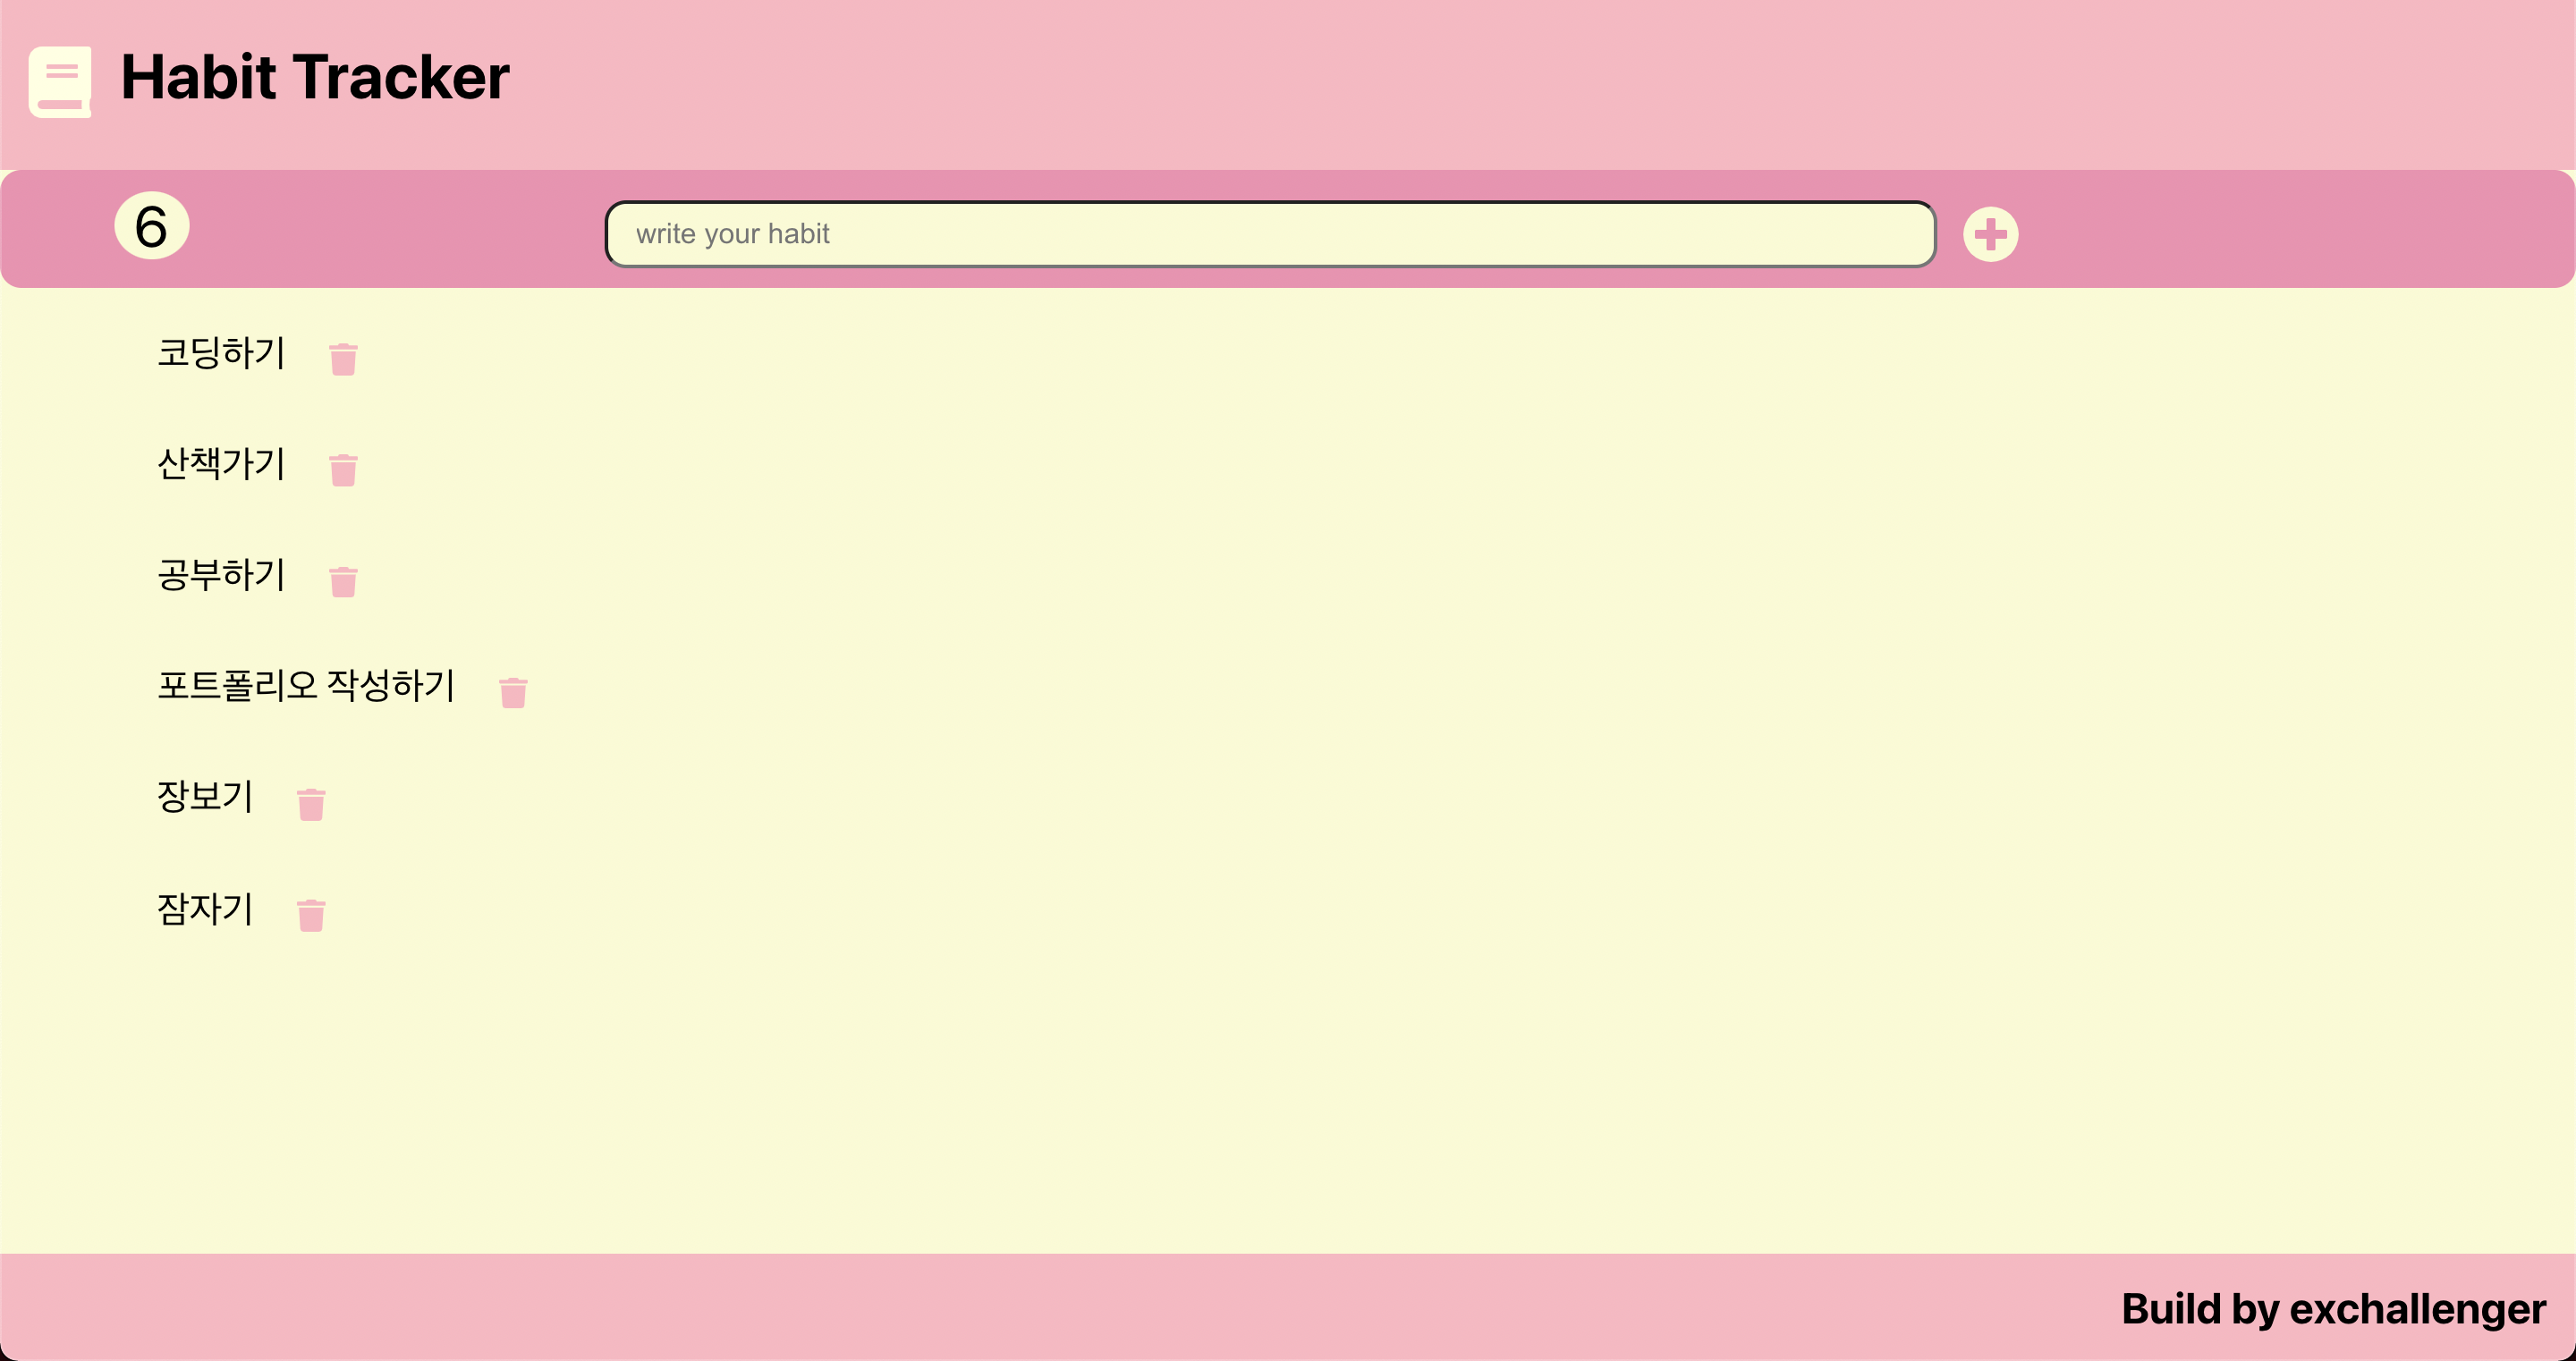 Habit Tracker
6
write your habit
코딩하기
산책가기
공부하기
포트폴리오 작성하기
장보기
잠자기
Build by exchallenger